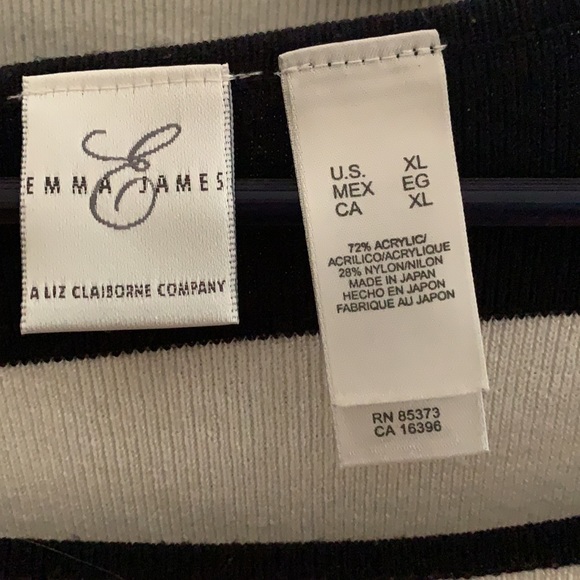 E
EMMA JAMES
A LIZ CLAIBORNE COMPANY
U.S. XL
MEX EG
CA XL
72% ACRYLIC/
ACRILICO/ACRYLIQUE
28% NYLON/NILON
MADE IN JAPAN
HECHO EN JAPON
FABRIQUE AU JAPON
RN 85373
CA 16396